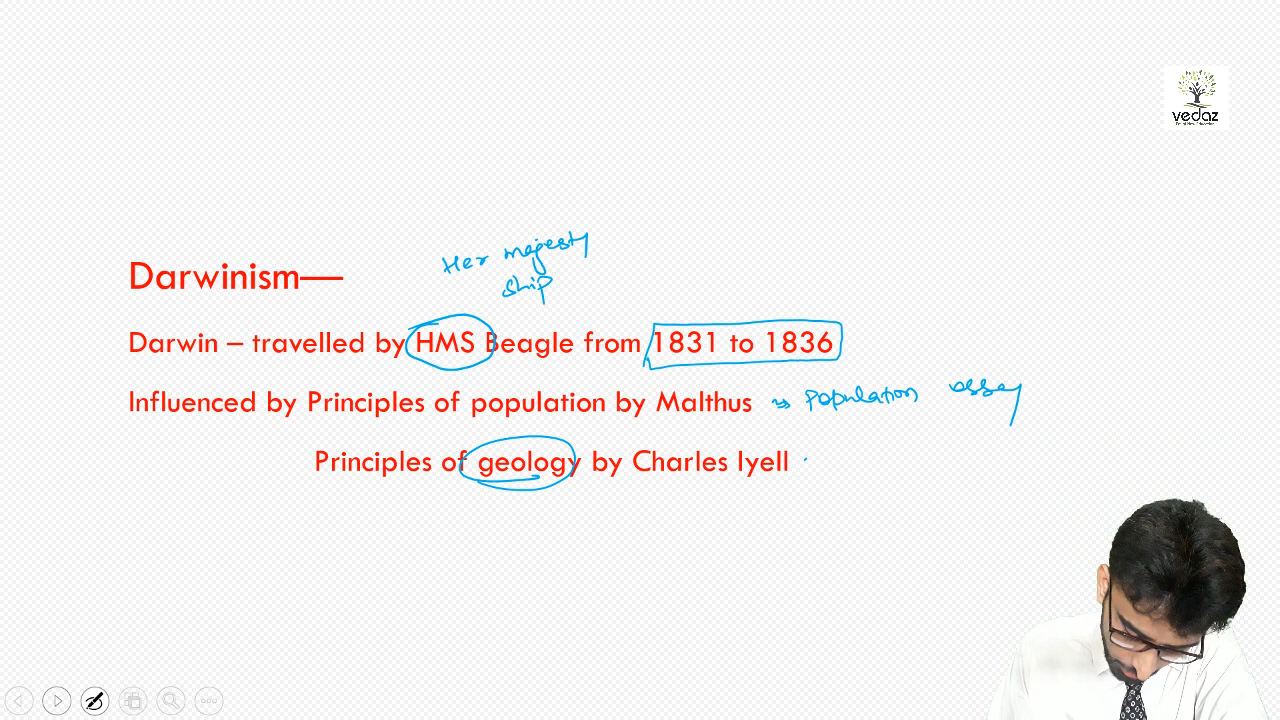 vedaz
Her majesty
ship
Darwinism—
Darwin – travelled by HMS Beagle from 1831 to 1836
Influenced by Principles of population by Malthus → Population essay
Principles of geology by Charles lyell